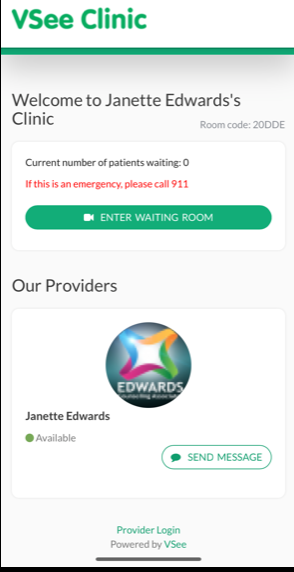 VSee Clinic
Welcome to Janette Edwards's
Clinic
Room code: 20DDE
Current number of patients waiting: 0
If this is an emergency, please call 911
ENTER WAITING ROOM
Our Providers
EDWARDS
Counseling Associates
Janette Edwards
Available
SEND MESSAGE
Provider Login
Powered by VSee